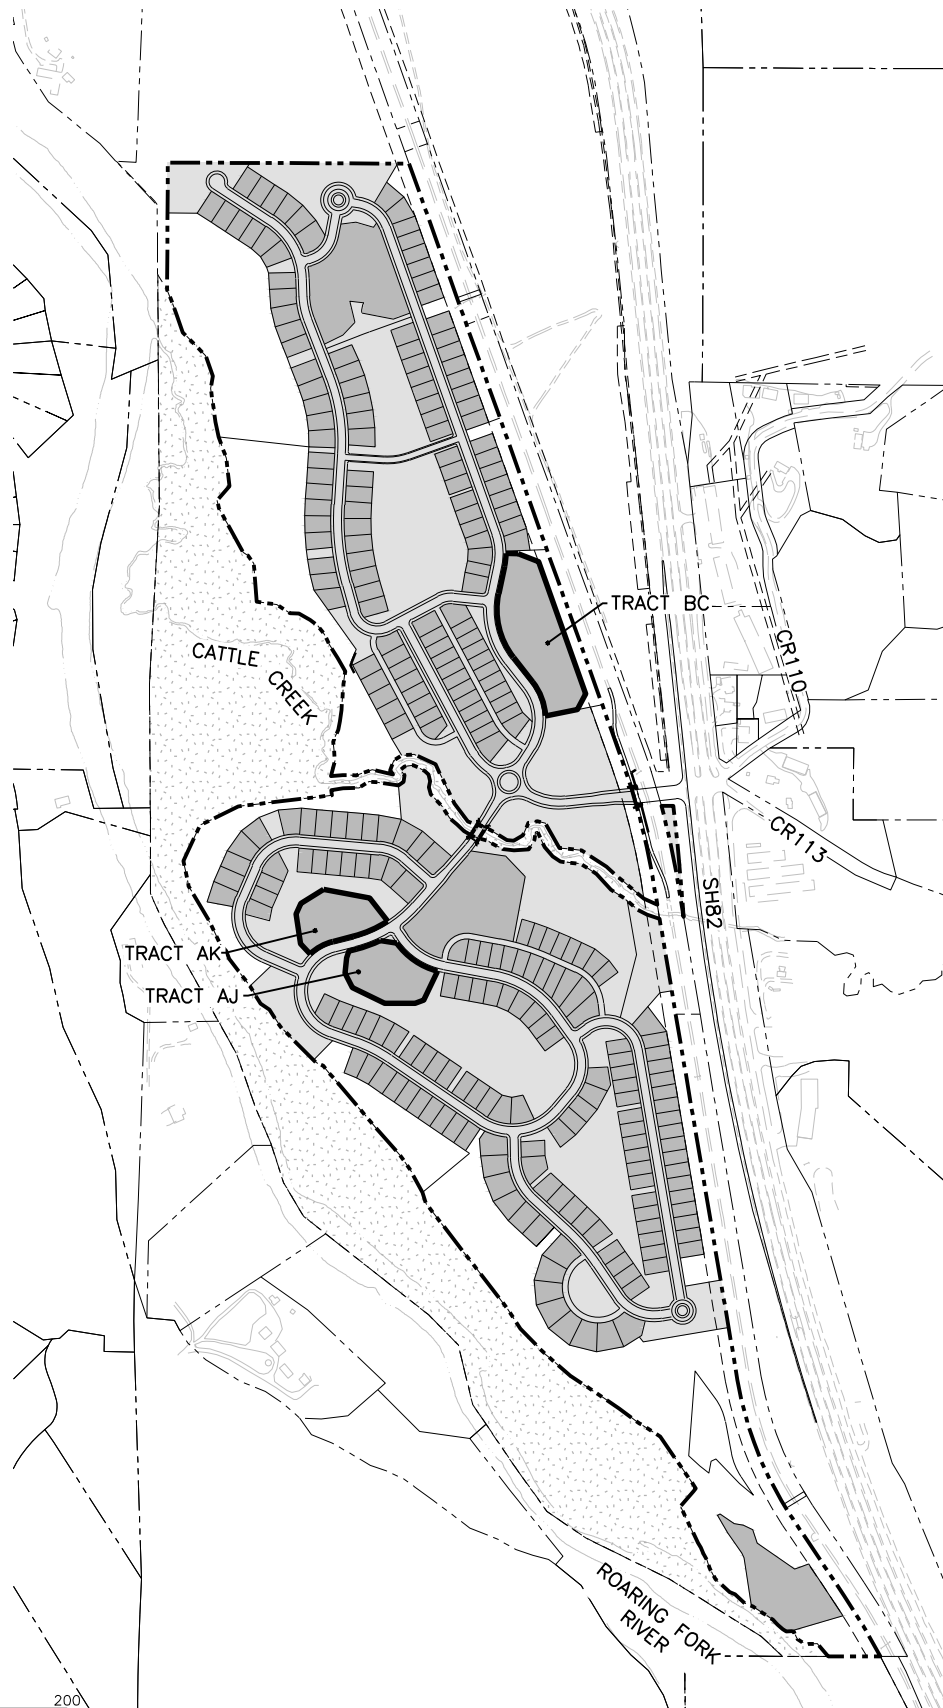 TRACT BC
CR110
CATTLE
CREEK
CR113
SH82
TRACT AK
TRACT AJ
ROARING FORK
RIVER
200